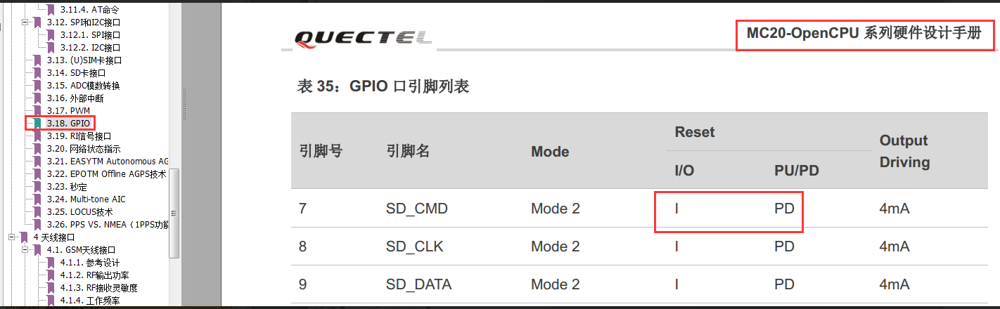 3.11.4. AT命令
3.12. SPI和I2C接口
3.12.1. SPI接口
3.12.2. I2C接口
3.13. (U)SIM卡接口
3.14. SD卡接口
3.15. ADC模数转换
3.16. 外部中断
3.17. PWM
3.18. GPIO
3.19. RI信号接口
3.20. 网络状态指示
3.21. EASYTM Autonomous AG
3.22. EPOTM Offline AGPS技术
3.23. 秒定
3.24. Multi-tone AIC
3.25. LOCUS技术
3.26. PPS VS. NMEA（1PPS功能
4 天线接口
4.1. GSM天线接口
4.1.1. 参考设计
4.1.2. RF输出功率
4.1.3. RF接收灵敏度
4.1.4. 工作频率
QUECTEL
MC20-OpenCPU 系列硬件设计手册
表 35：GPIO 口引脚列表
引脚号 引脚名 Mode Reset Output Driving
I/O PU/PD
7 SD_CMD Mode 2 I PD 4mA
8 SD_CLK Mode 2 I PD 4mA
9 SD_DATA Mode 2 I PD 4mA